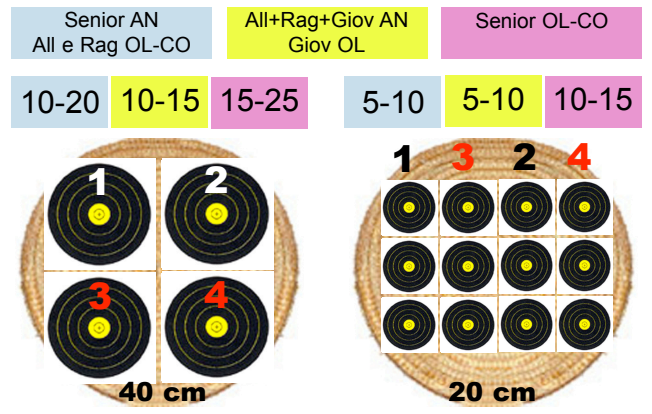 Senior AN
All e Rag OL-CO
All+Rag+Giov AN
Giov OL
Senior OL-CO
10-20 10-15 15-25
5-10 5-10 10-15
1 2
3 4
40 cm
1 3 2 4
20 cm